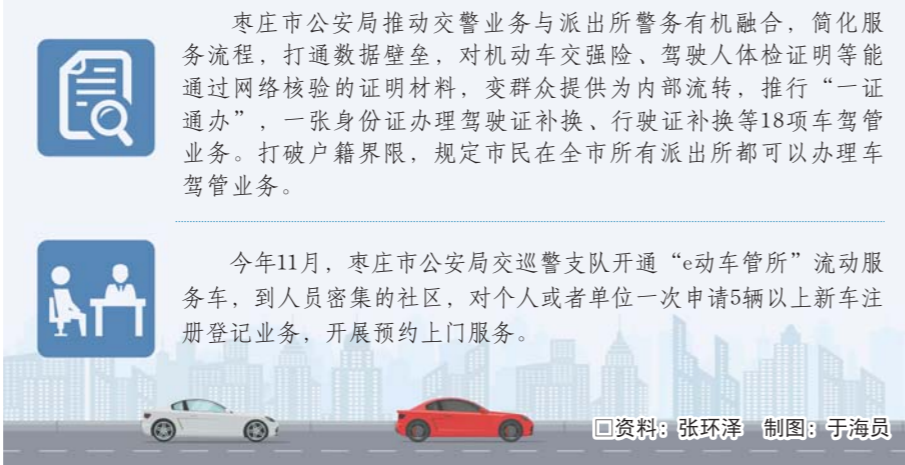 枣庄市公安局推动交警业务与派出所警务有机融合，简化服
务流程，打通数据壁垒，对机动车交强险、驾驶人体检证明等能
通过网络核验的证明材料，变群众提供为内部流转，推行“一证
通办”，一张身份证办理驾驶证补换、行驶证补换等18项车驾管
业务。打破户籍界限，规定市民在全市所有派出所都可以办理车
驾管业务。
今年11月，枣庄市公安局交巡警支队开通“e动车管所”流动服
务车，到人员密集的社区，对个人或者单位一次申请5辆以上新车注
册登记业务，开展预约上门服务。
□资料：张环泽　制图：于海员